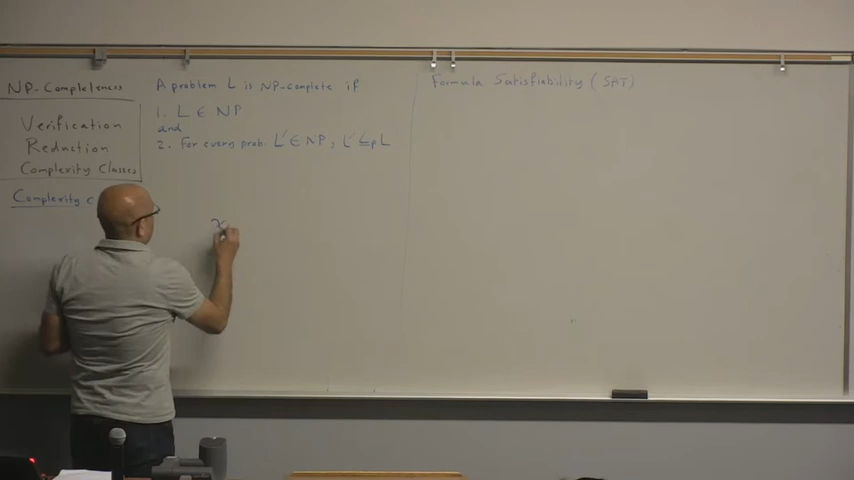 NP-Completeness
Verification
Reduction
Complexity Classes
Complexity C
A problem L is NP-complete if
1. L ∈ NP
and
2. For every prob. L' ∈ NP, L' ≤p L
x
Formula Satisfiability (SAT)